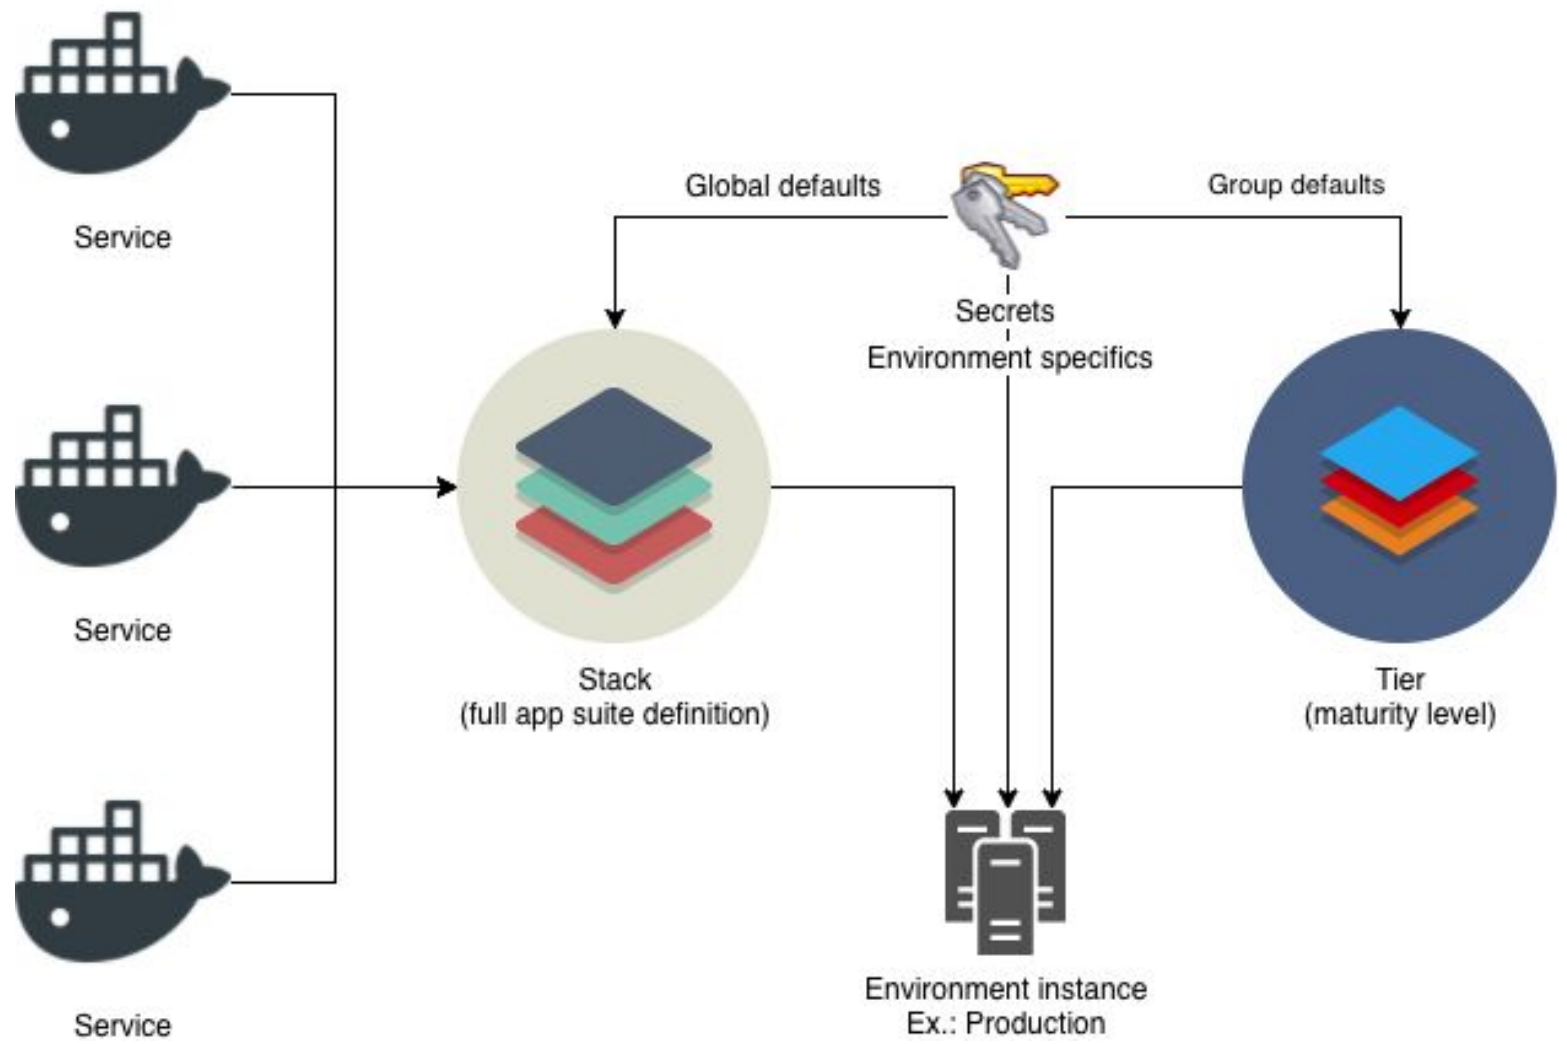 Service
Global defaults
Group defaults
Secrets
Environment specifics
Service
Stack
(full app suite definition)
Tier
(maturity level)
Environment instance
Ex.: Production
Service